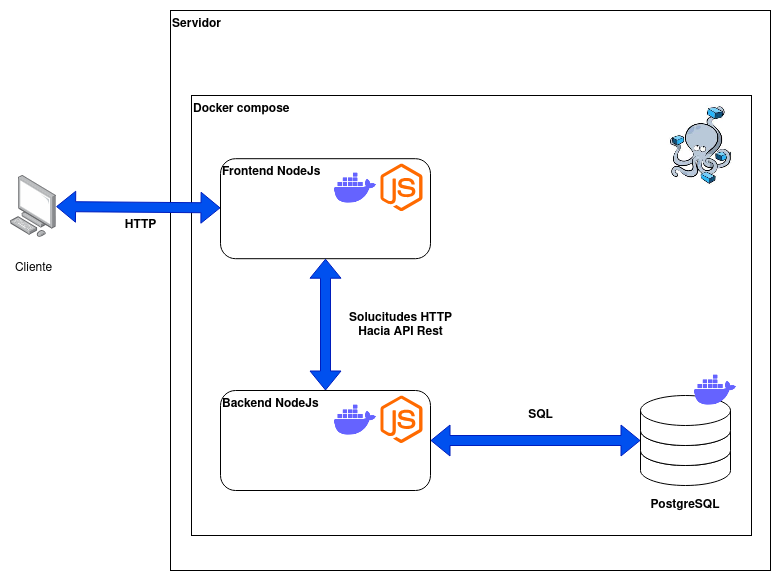 Servidor
Docker compose
Frontend NodeJs
JS
HTTP
Cliente
Solucitudes HTTP
Hacia API Rest
Backend NodeJs
JS
SQL
PostgreSQL